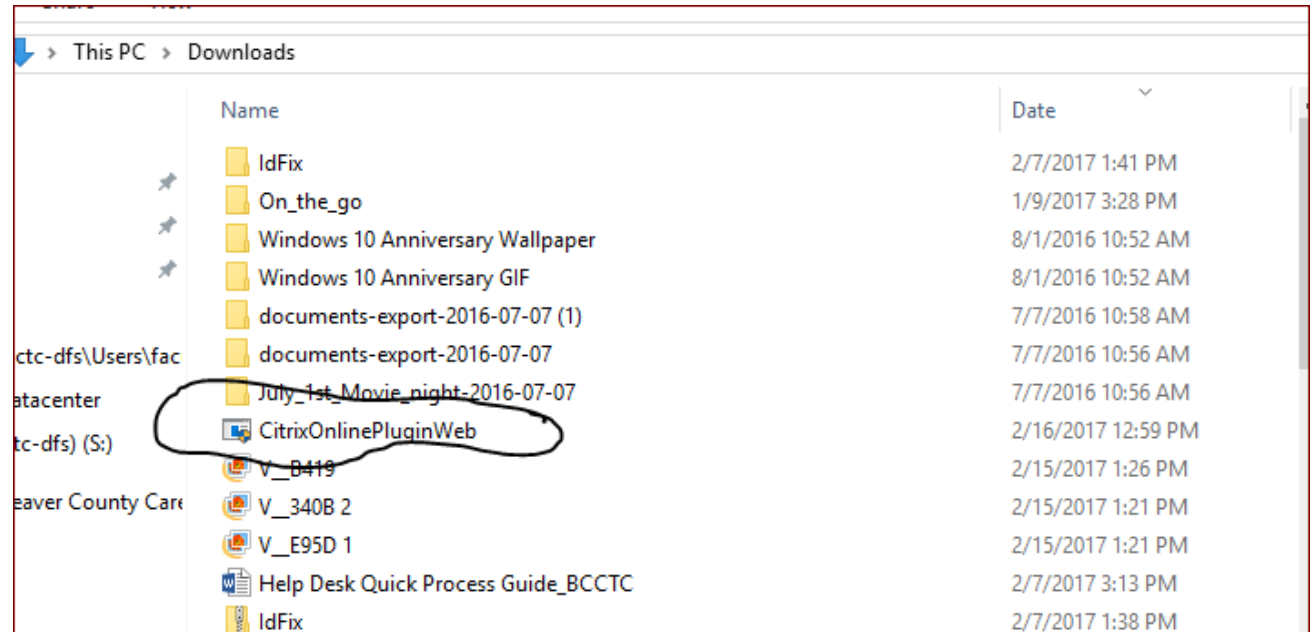 This PC > Downloads
Name Date
IdFix 2/7/2017 1:41 PM
On_the_go 1/9/2017 3:28 PM
Windows 10 Anniversary Wallpaper 8/1/2016 10:52 AM
Windows 10 Anniversary GIF 8/1/2016 10:52 AM
documents-export-2016-07-07 (1) 7/7/2016 10:58 AM
ctc-dfs\Users\fac documents-export-2016-07-07 7/7/2016 10:56 AM
atacenter July_1st_Movie_night-2016-07-07 7/7/2016 10:56 AM
tc-dfs) (S:) CitrixOnlinePluginWeb 2/16/2017 12:59 PM
V__B419 2/15/2017 1:26 PM
eaver County Care V__340B 2 2/15/2017 1:21 PM
V__E95D 1 2/15/2017 1:21 PM
Help Desk Quick Process Guide_BCCTC 2/7/2017 3:13 PM
IdFix 2/7/2017 1:38 PM